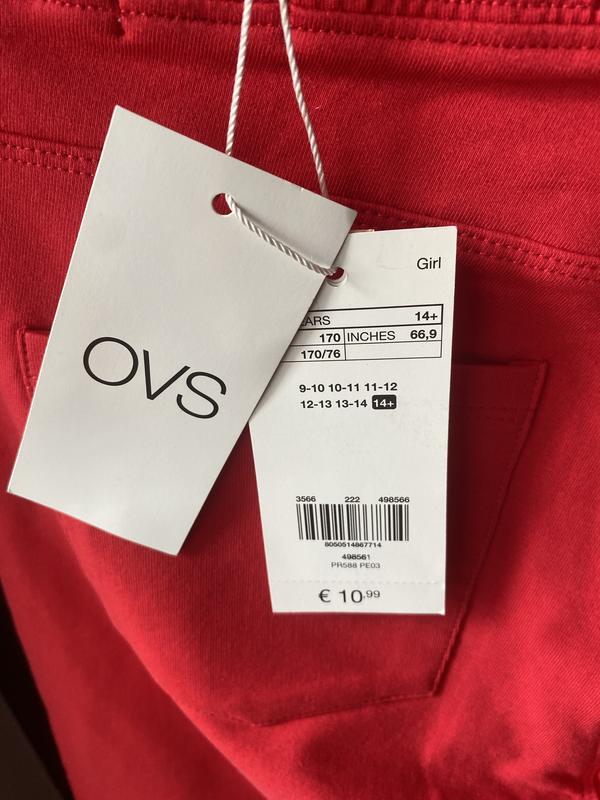 OVS
Girl
ARS 14+
170 INCHES 66,9
170/76
9-10 10-11 11-12
12-13 13-14 14+
3566 222 498566
8050514867714
498561
PR588 PE03
€ 10,99